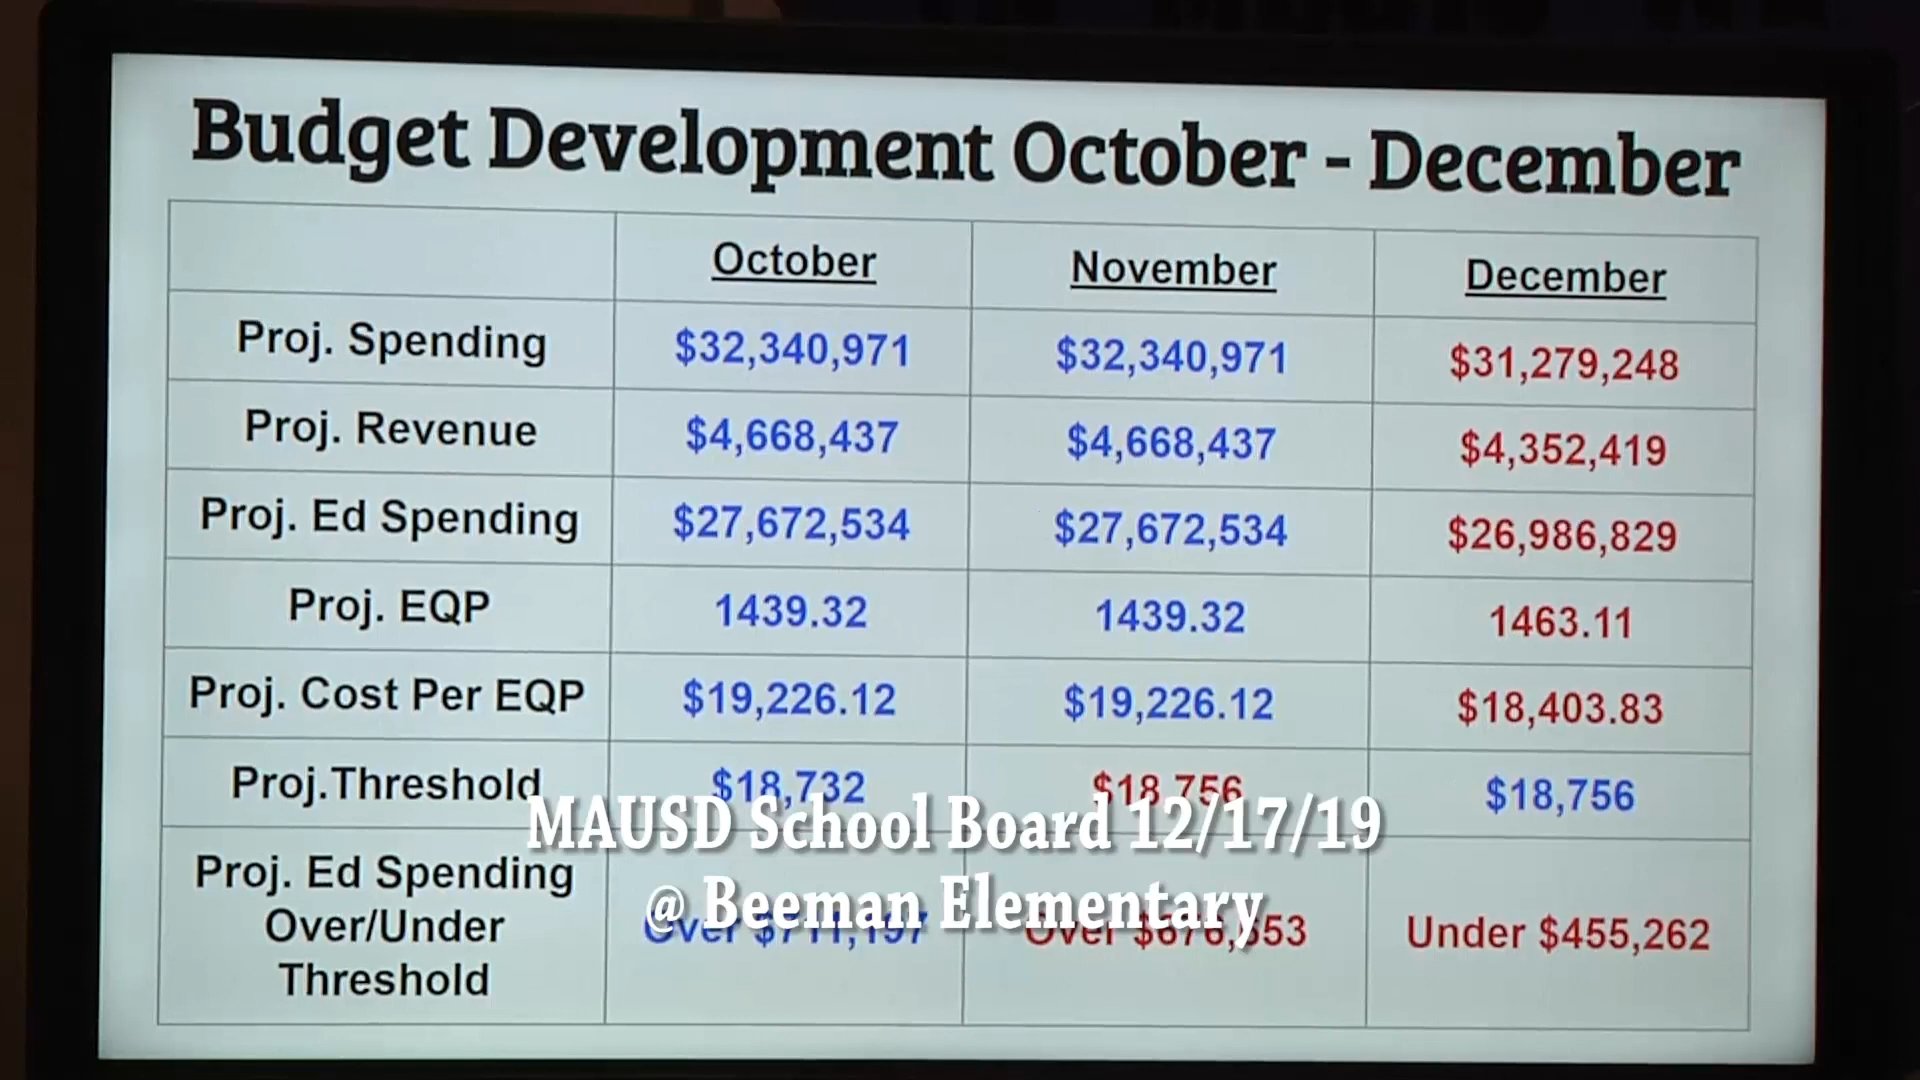 Budget Development October - December
October November December
Proj. Spending $32,340,971 $32,340,971 $31,279,248
Proj. Revenue $4,668,437 $4,668,437 $4,352,419
Proj. Ed Spending $27,672,534 $27,672,534 $26,986,829
Proj. EQP 1439.32 1439.32 1463.11
Proj. Cost Per EQP $19,226.12 $19,226.12 $18,403.83
Proj.Threshold $18,732 $18,756 $18,756
MAUSD School Board 12/17/19
@ Beeman Elementary
Proj. Ed Spending
Over/Under
Threshold
Over $711,197 Over Under $455,262